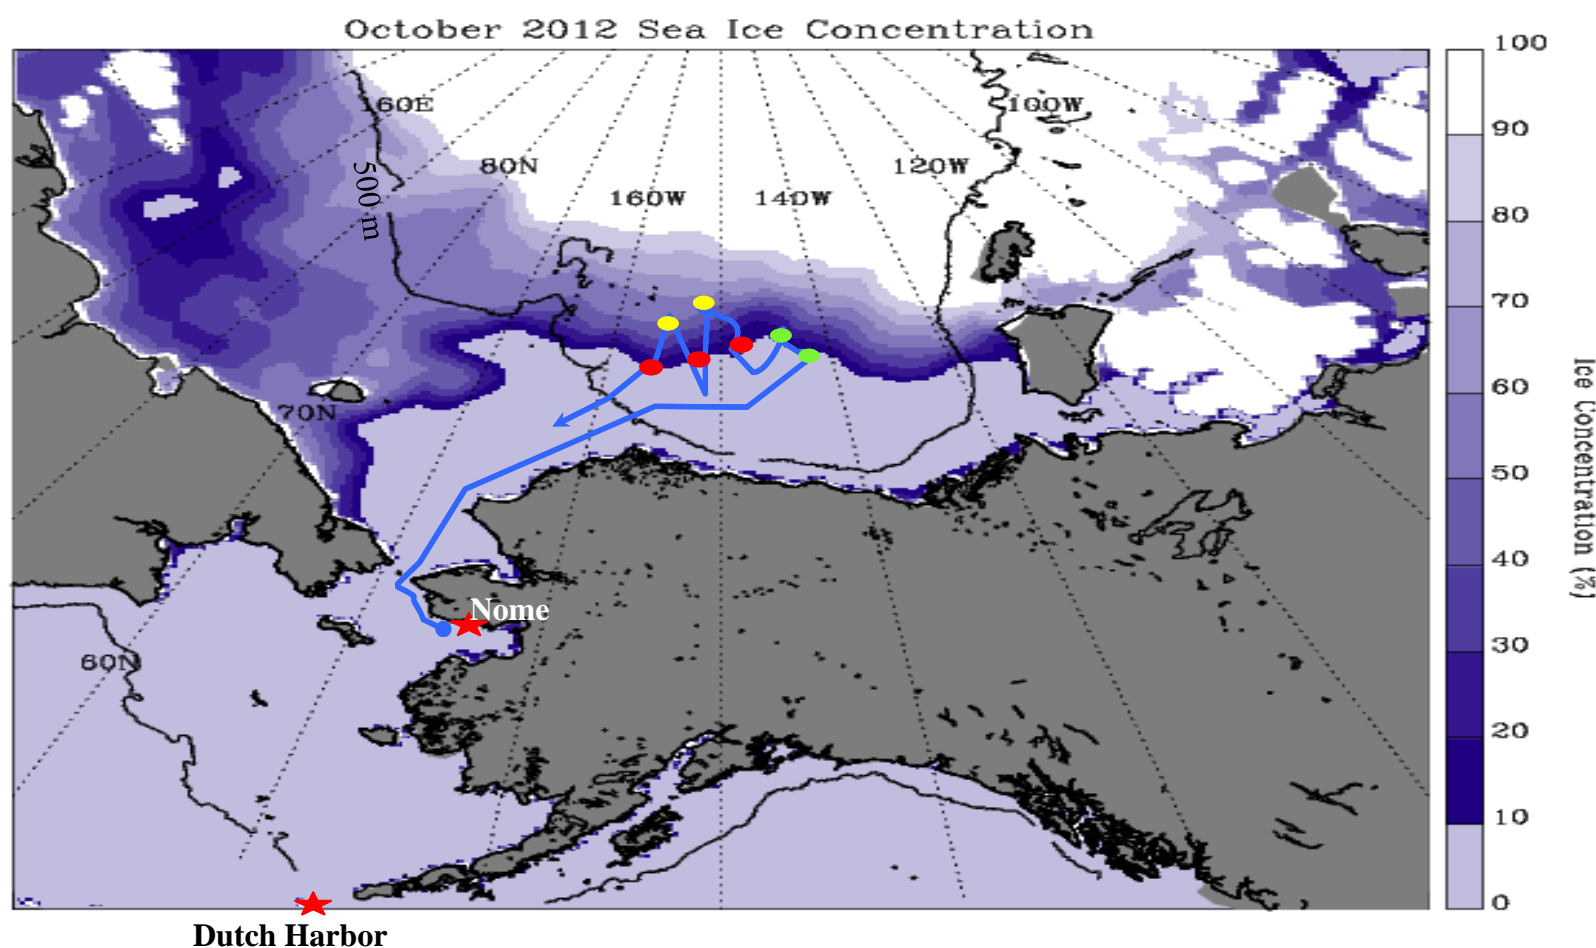 October 2012 Sea Ice Concentration
100
160E
100W
90
500 m
80N
120W
160W
140W
80
70
70N
60
Ice Concentration (%)
50
40
Nome
60N
30
20
10
0
Dutch Harbor